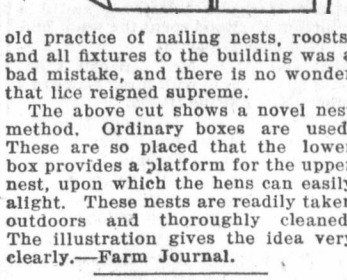 old practice of nailing nests, roosts
and all fixtures to the building was a
bad mistake, and there is no wonder
that lice reigned supreme.
The above cut shows a novel nest
method. Ordinary boxes are used.
These are so placed that the lower
box provides a platform for the upper
nest, upon which the hens can easily
alight. These nests are readily taken
outdoors and thoroughly cleaned.
The illustration gives the idea very
clearly.—Farm Journal.